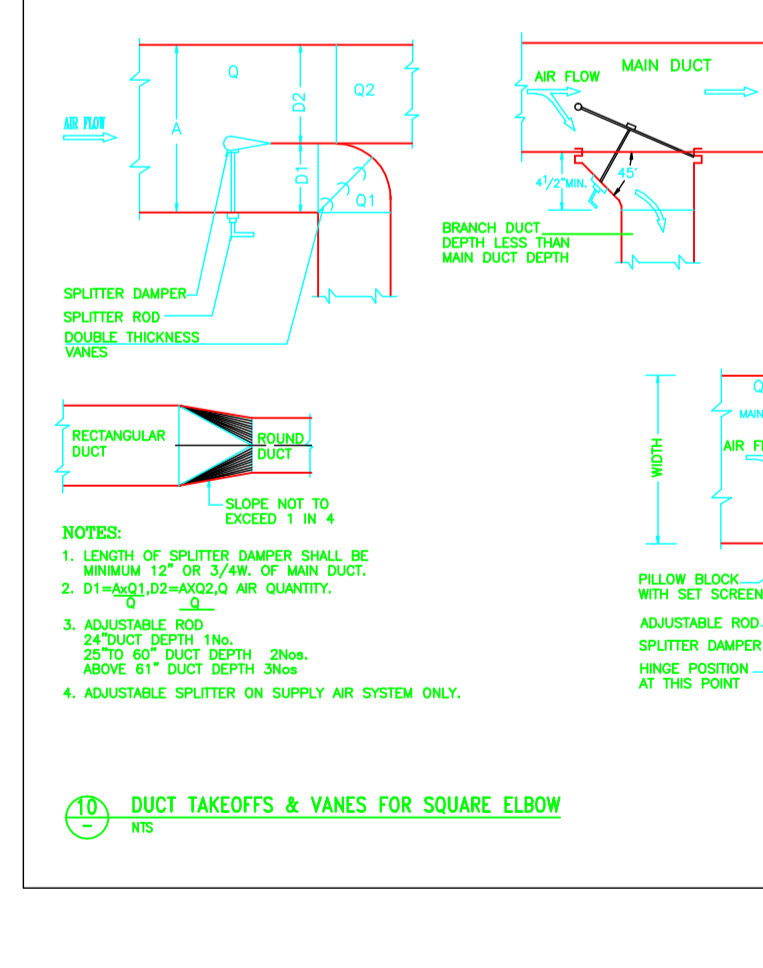 Q
Q2
D2
AIR FLOW
A
D1
Q1
SPLITTER DAMPER
SPLITTER ROD
DOUBLE THICKNESS
VANES
MAIN DUCT
AIR FLOW
45°
4 1/2"MIN.
BRANCH DUCT
DEPTH LESS THAN
MAIN DUCT DEPTH
RECTANGULAR
DUCT
ROUND
DUCT
SLOPE NOT TO
EXCEED 1 IN 4
Q
MAIN
AIR
WIDTH
PILLOW BLOCK
WITH SET SCREEN
ADJUSTABLE ROD
SPLITTER DAMPER
HINGE POSITION
AT THIS POINT
NOTES:
1. LENGTH OF SPLITTER DAMPER SHALL BE
MINIMUM 12" OR 3/4W. OF MAIN DUCT.
2. D1=AxQ1,D2=AXQ2,Q AIR QUANTITY.
Q Q
3. ADJUSTABLE ROD
24"DUCT DEPTH 1No.
25"TO 60" DUCT DEPTH 2Nos.
ABOVE 61" DUCT DEPTH 3Nos
4. ADJUSTABLE SPLITTER ON SUPPLY AIR SYSTEM ONLY.
10
-
DUCT TAKEOFFS & VANES FOR SQUARE ELBOW
NTS